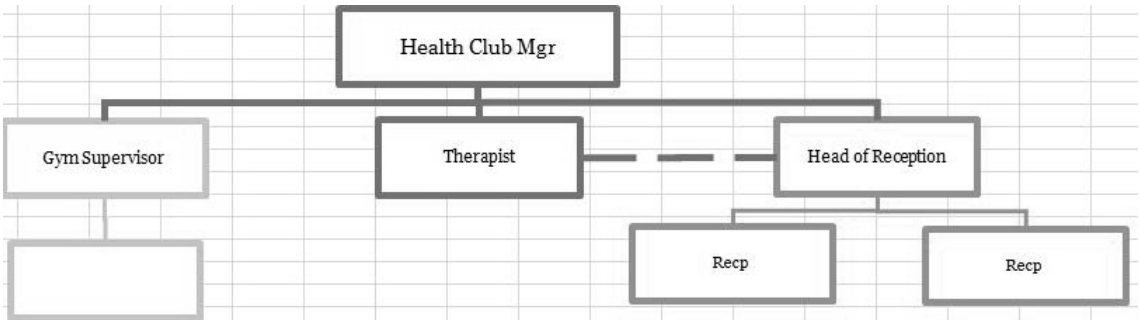 Health Club Mgr
Gym Supervisor
Therapist
Head of Reception
Recp
Recp